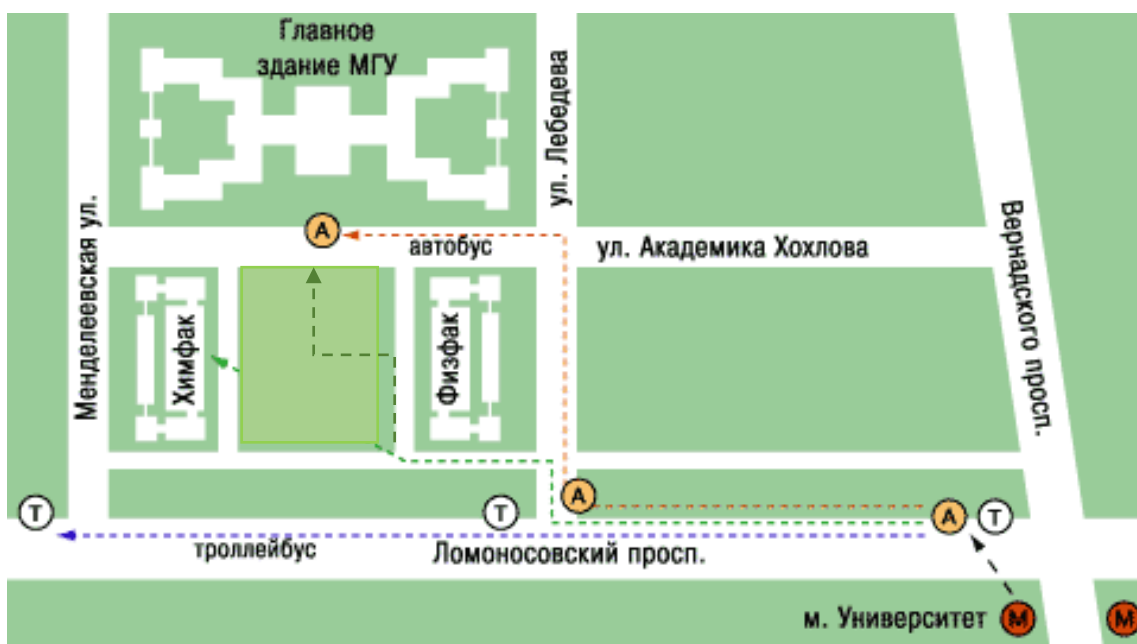 Главное
здание МГУ
ул. Лебедева
Менделеевская ул.
А
автобус
ул. Академика Хохлова
Вернадского просп.
Химфак
Физфак
А
Т
Т
А
Т
троллейбус
Ломоносовский просп.
м. Университет
М
М